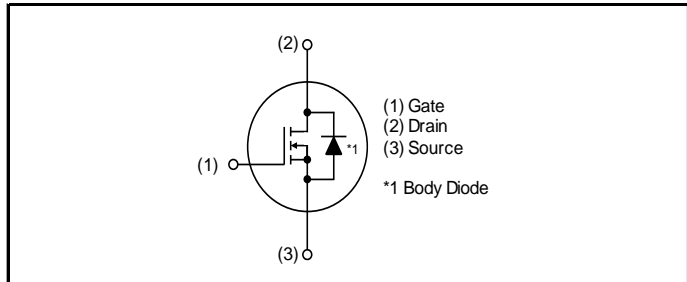 (2)
(1) Gate
(2) Drain
(3) Source
(1)
*1
*1 Body Diode
(3)